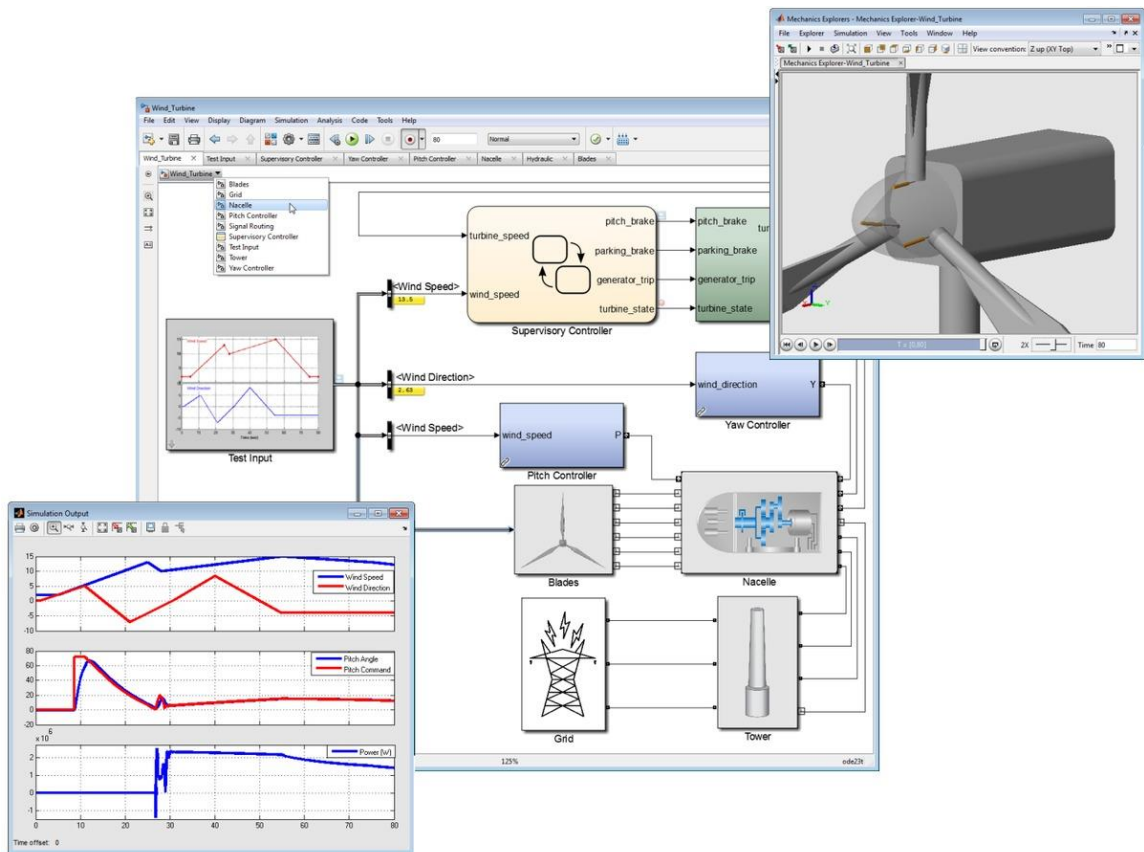 Mechanics Explorers - Mechanics Explorer-Wind_Turbine
File Explorer Simulation View Tools Window Help
View convention: Z up (XY Top)
Mechanics Explorer-Wind_Turbine
2X Time 80
Wind_Turbine
File Edit View Display Diagram Simulation Analysis Code Tools Help
80 Normal
Wind_Turbine Test Input Supervisory Controller Yaw Controller Pitch Controller Nacelle Hydraulic Blades
Wind_Turbine
Blades
Grid
Nacelle
Pitch Controller
Signal Routing
Supervisory Controller
Test Input
Tower
Yaw Controller
turbine_speed
wind_speed
pitch_brake
parking_brake
generator_trip
turbine_state
Supervisory Controller
pitch_brake
parking_brake
generator_trip
turbine_state
<Wind Speed>
13.5
<Wind Direction>
2.63
<Wind Speed>
Test Input
wind_direction Y
Yaw Controller
wind_speed P
Pitch Controller
Blades
Nacelle
Grid
Tower
125% ode23t
Simulation Output
15
10
5
0
-5
-10
Wind Speed
Wind Direction
80
60
40
20
0
-20
Pitch Angle
Pitch Command
x 10^6
2
1
0
-1
Power (W)
0 10 20 30 40 50 60 70 80
Time offset: 0